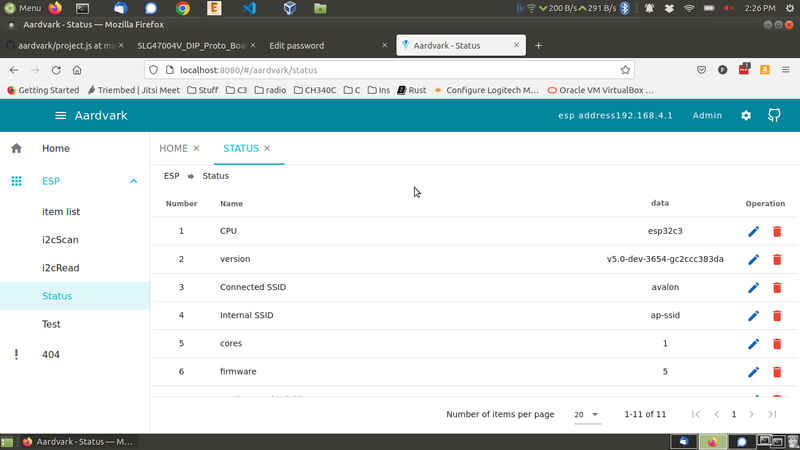 Menu
200 B/s 291 B/s
2:26 PM
Aardvark - Status — Mozilla Firefox
aardvark/project.js at ma
SLG47004V_DIP_Proto_Boa
Edit password
Aardvark - Status
localhost:8080/#/aardvark/status
Getting Started
Triembed | Jitsi Meet
Stuff
C3
radio
CH340C
C
Ins
Rust
Configure Logitech M…
Oracle VM VirtualBox …
Aardvark
esp address192.168.4.1
Admin
Home
ESP
item list
i2cScan
i2cRead
Status
Test
404
HOME
STATUS
ESP Status
Number Name data Operation
1 CPU esp32c3
2 version v5.0-dev-3654-gc2ccc383da
3 Connected SSID avalon
4 Internal SSID ap-ssid
5 cores 1
6 firmware 5
Number of items per page 20 1-11 of 11 1
Aardvark - Status — M…